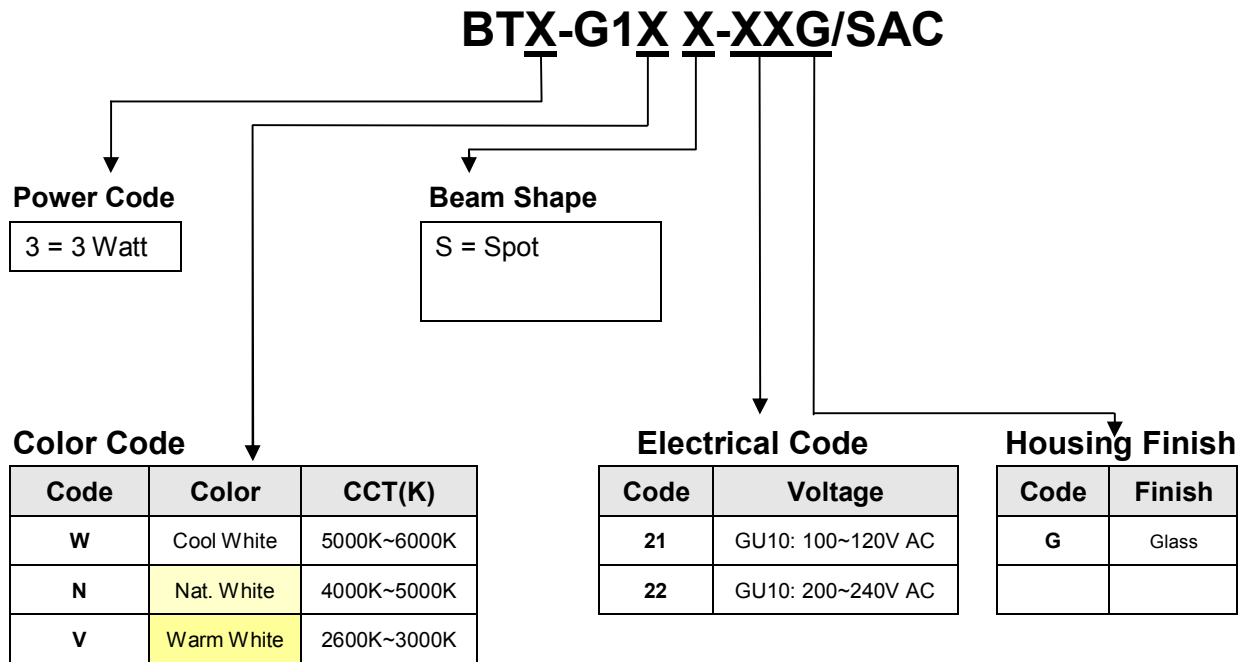 BTX-G1X X-XXG/SAC
Power Code
3 = 3 Watt
Beam Shape
S = Spot
Color Code
Code Color CCT(K)
W Cool White 5000K~6000K
N Nat. White 4000K~5000K
V Warm White 2600K~3000K
Electrical Code
Code Voltage
21 GU10: 100~120V AC
22 GU10: 200~240V AC
Housing Finish
Code Finish
G Glass